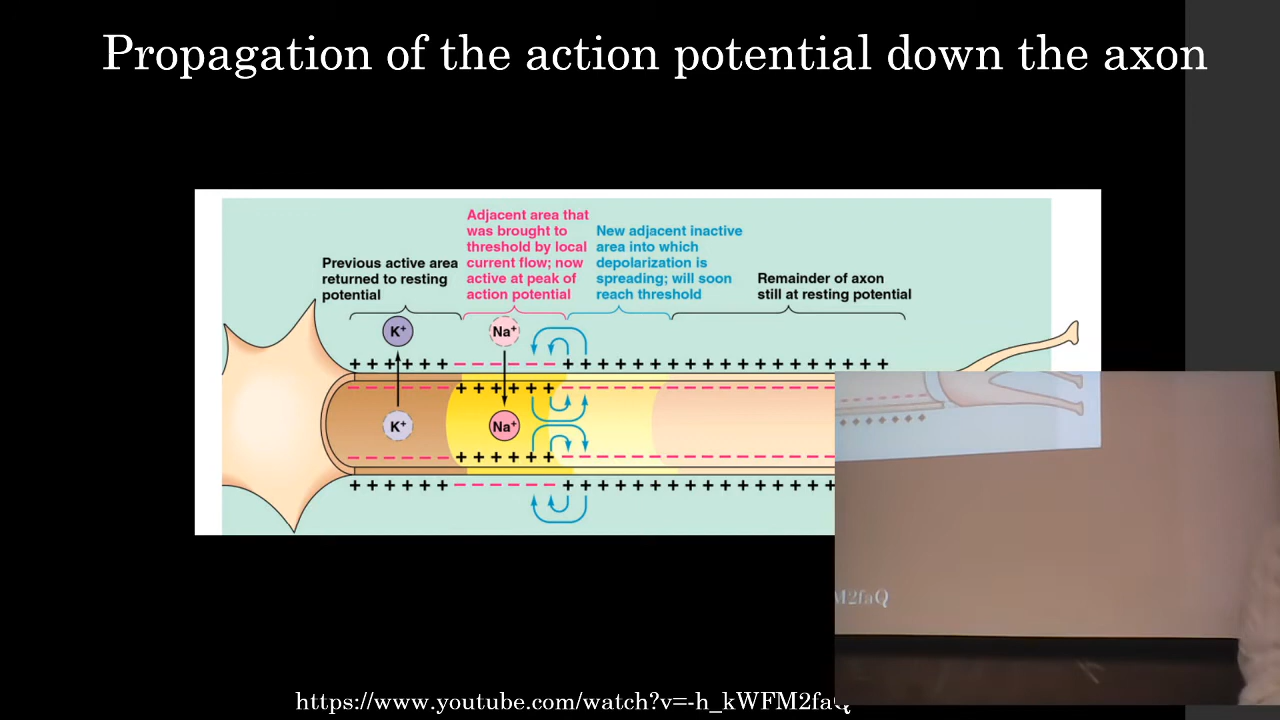 Propagation of the action potential down the axon
Previous active area
returned to resting
potential
Adjacent area that
was brought to
threshold by local
current flow; now
active at peak of
action potential
New adjacent inactive
area into which
depolarization is
spreading; will soon
reach threshold
Remainder of axon
still at resting potential
K+
Na+
K+
Na+
M2faQ
https://www.youtube.com/watch?v=-h_kWFM2faQ